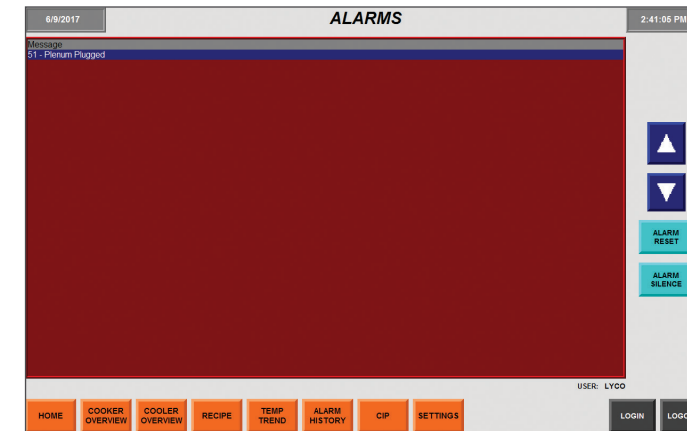 6/9/2017
ALARMS
2:41:05 PM
Message
51 - Plenum Plugged
ALARM
RESET
ALARM
SILENCE
USER: LYCO
HOME
COOKER
OVERVIEW
COOLER
OVERVIEW
RECIPE
TEMP
TREND
ALARM
HISTORY
CIP
SETTINGS
LOGIN